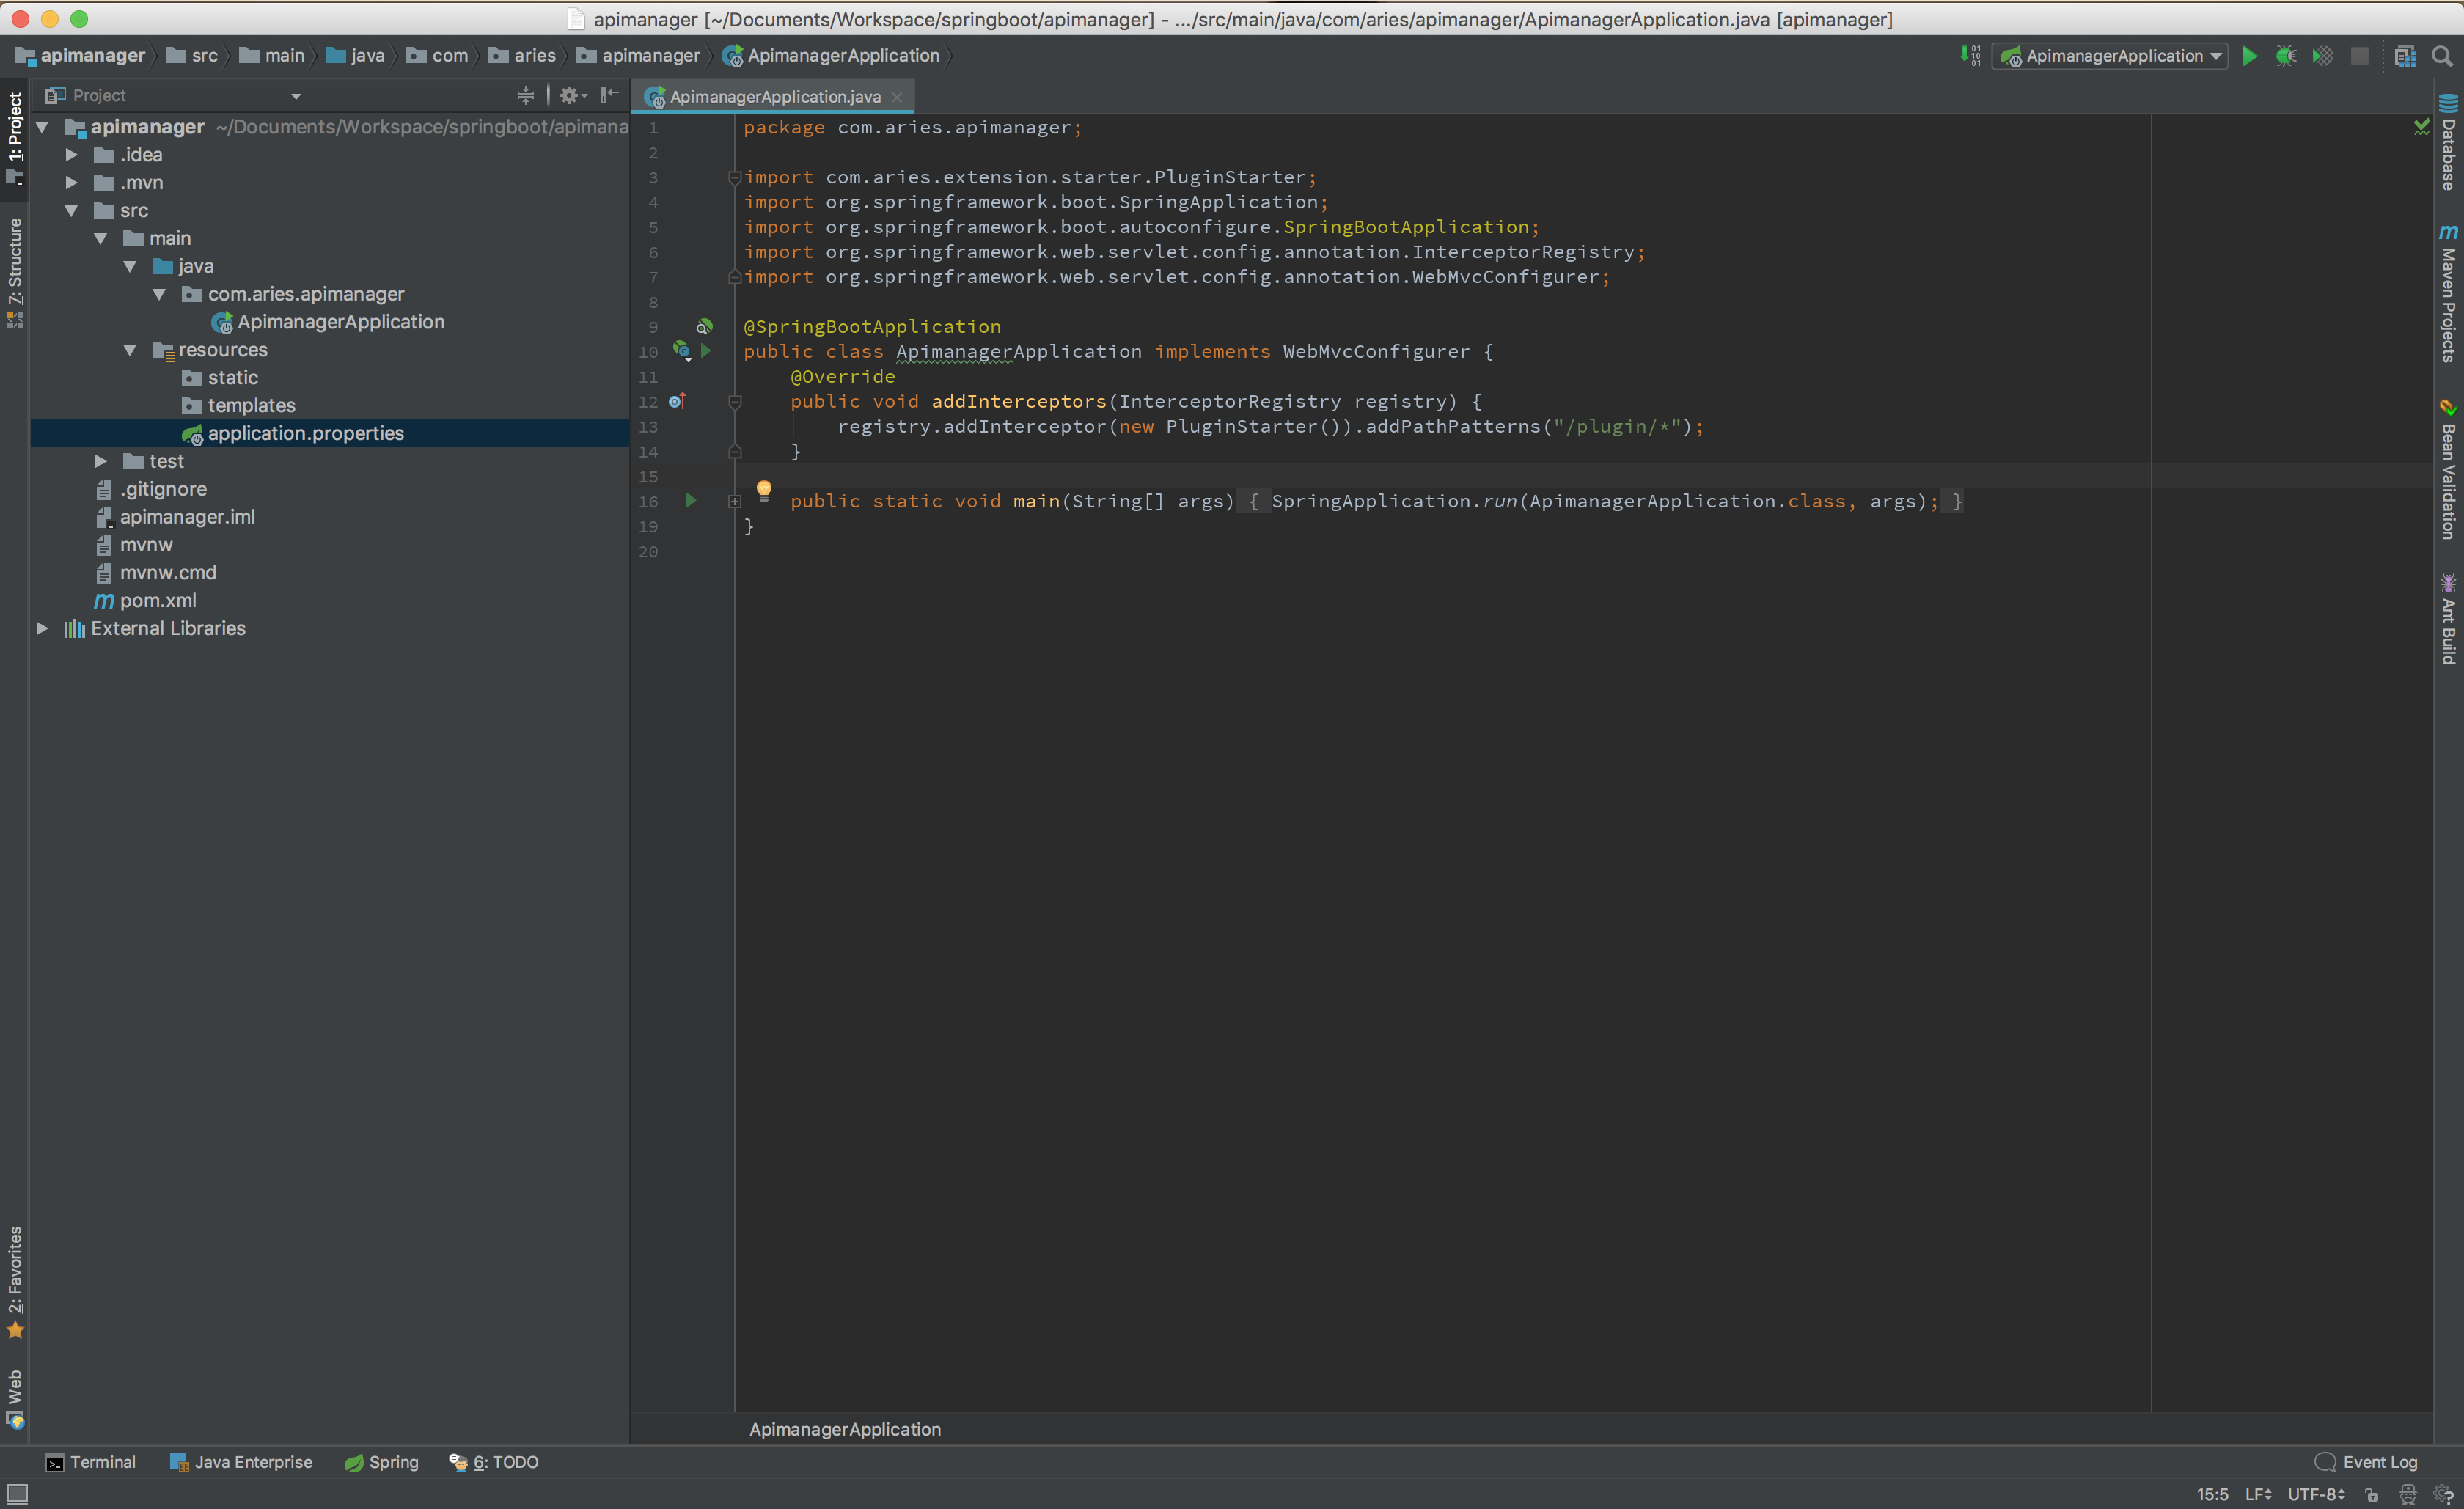 apimanager [~/Documents/Workspace/springboot/apimanager] - .../src/main/java/com/aries/apimanager/ApimanagerApplication.java [apimanager]
apimanager src main java com aries apimanager ApimanagerApplication
ApimanagerApplication
Project
ApimanagerApplication.java
1: Project
7: Structure
2: Favorites
Web
apimanager ~/Documents/Workspace/springboot/apimana
.idea
.mvn
src
main
java
com.aries.apimanager
ApimanagerApplication
resources
static
templates
application.properties
test
.gitignore
apimanager.iml
mvnw
mvnw.cmd
pom.xml
External Libraries
1 package com.aries.apimanager;
2
3 import com.aries.extension.starter.PluginStarter;
4 import org.springframework.boot.SpringApplication;
5 import org.springframework.boot.autoconfigure.SpringBootApplication;
6 import org.springframework.web.servlet.config.annotation.InterceptorRegistry;
7 import org.springframework.web.servlet.config.annotation.WebMvcConfigurer;
8
9 @SpringBootApplication
10 public class ApimanagerApplication implements WebMvcConfigurer {
11 @Override
12 public void addInterceptors(InterceptorRegistry registry) {
13 registry.addInterceptor(new PluginStarter()).addPathPatterns("/plugin/*");
14 }
15
16 public static void main(String[] args) { SpringApplication.run(ApimanagerApplication.class, args); }
19 }
20
Database
Maven Projects
Bean Validation
Ant Build
ApimanagerApplication
Terminal Java Enterprise Spring 6: TODO Event Log
15:5 LF UTF-8